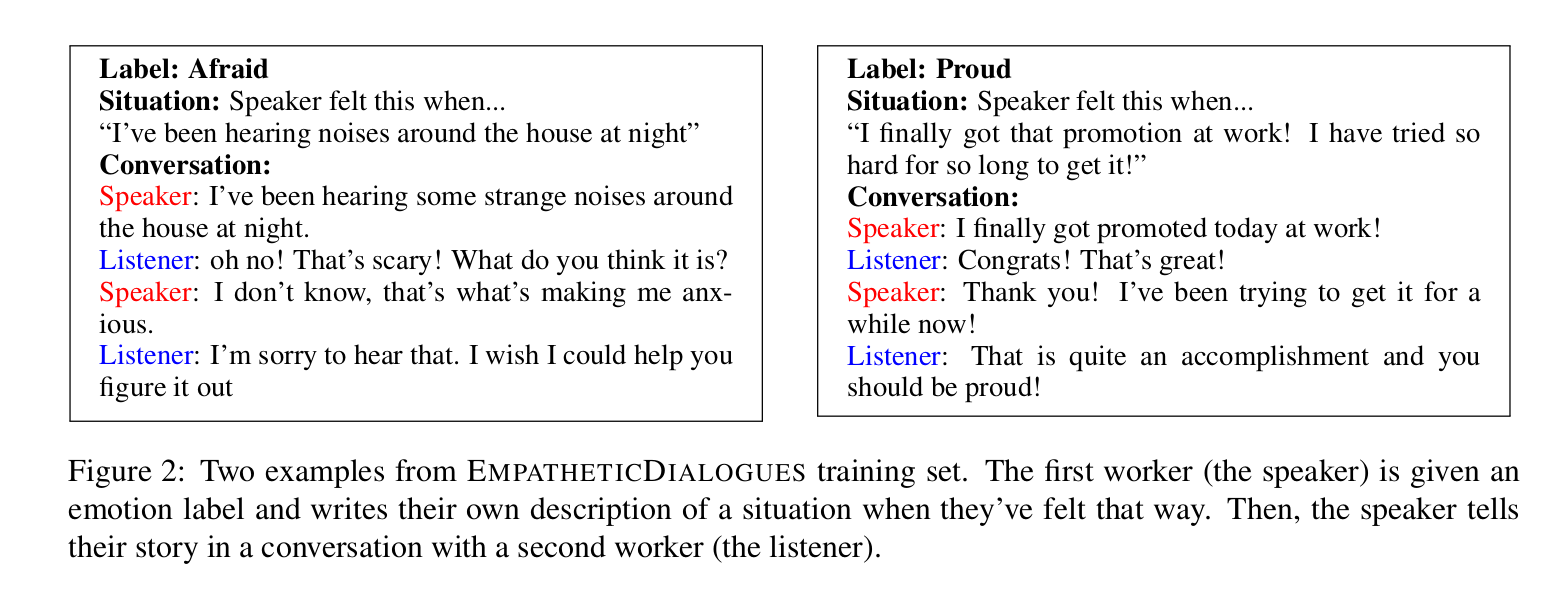 Label: Afraid
Situation: Speaker felt this when...
“I’ve been hearing noises around the house at night”
Conversation:
Speaker: I’ve been hearing some strange noises around
the house at night.
Listener: oh no! That’s scary! What do you think it is?
Speaker: I don’t know, that’s what’s making me anx-
ious.
Listener: I’m sorry to hear that. I wish I could help you
figure it out
Label: Proud
Situation: Speaker felt this when...
“I finally got that promotion at work! I have tried so
hard for so long to get it!”
Conversation:
Speaker: I finally got promoted today at work!
Listener: Congrats! That’s great!
Speaker: Thank you! I’ve been trying to get it for a
while now!
Listener: That is quite an accomplishment and you
should be proud!
Figure 2: Two examples from EMPATHETICDIALOGUES training set. The first worker (the speaker) is given an
emotion label and writes their own description of a situation when they’ve felt that way. Then, the speaker tells
their story in a conversation with a second worker (the listener).